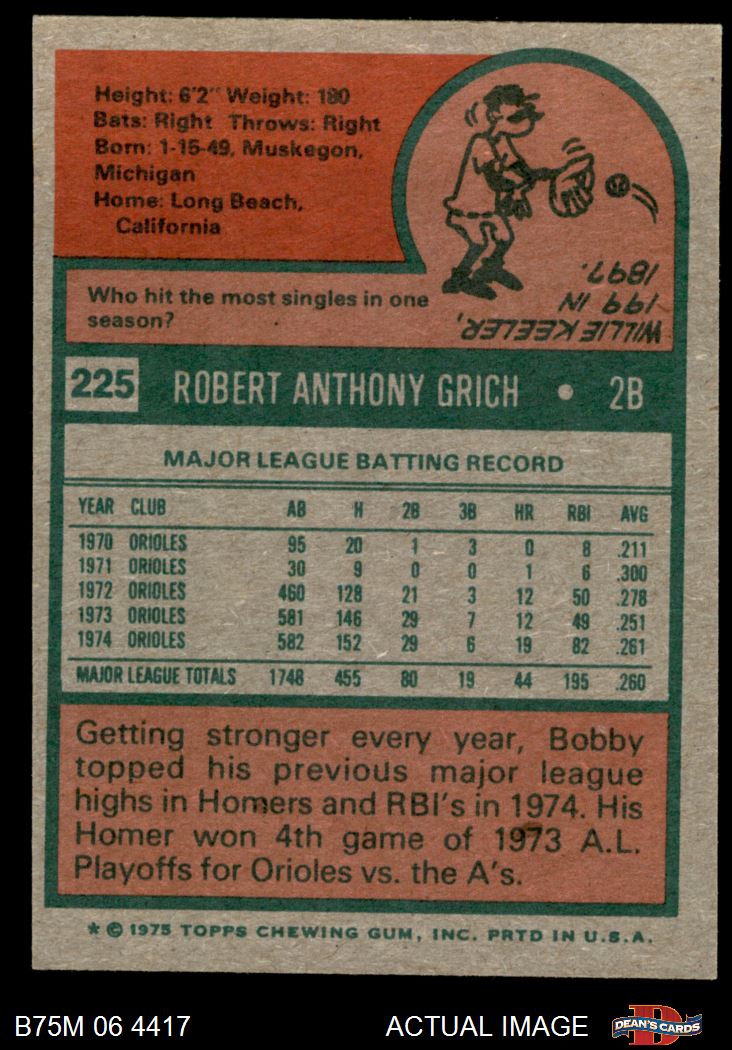 Height: 6'2" Weight: 180
Bats: Right Throws: Right
Born: 1-15-49, Muskegon,
Michigan
Home: Long Beach,
California
Who hit the most singles in one
season?
WILLIE KEELER,
199 IN
1897.
225 ROBERT ANTHONY GRICH • 2B
MAJOR LEAGUE BATTING RECORD
YEAR CLUB AB H 2B 3B HR RBI AVG
1970 ORIOLES 95 20 1 3 0 8 .211
1971 ORIOLES 30 9 0 0 1 6 .300
1972 ORIOLES 460 128 21 3 12 50 .278
1973 ORIOLES 581 146 29 7 12 49 .251
1974 ORIOLES 582 152 29 6 19 82 .261
MAJOR LEAGUE TOTALS 1748 455 80 19 44 195 .260
Getting stronger every year, Bobby
topped his previous major league
highs in Homers and RBI's in 1974. His
Homer won 4th game of 1973 A.L.
Playoffs for Orioles vs. the A's.
* © 1975 TOPPS CHEWING GUM, INC. PRTD IN U.S.A.
B75M 06 4417 ACTUAL IMAGE D DEAN'S CARDS